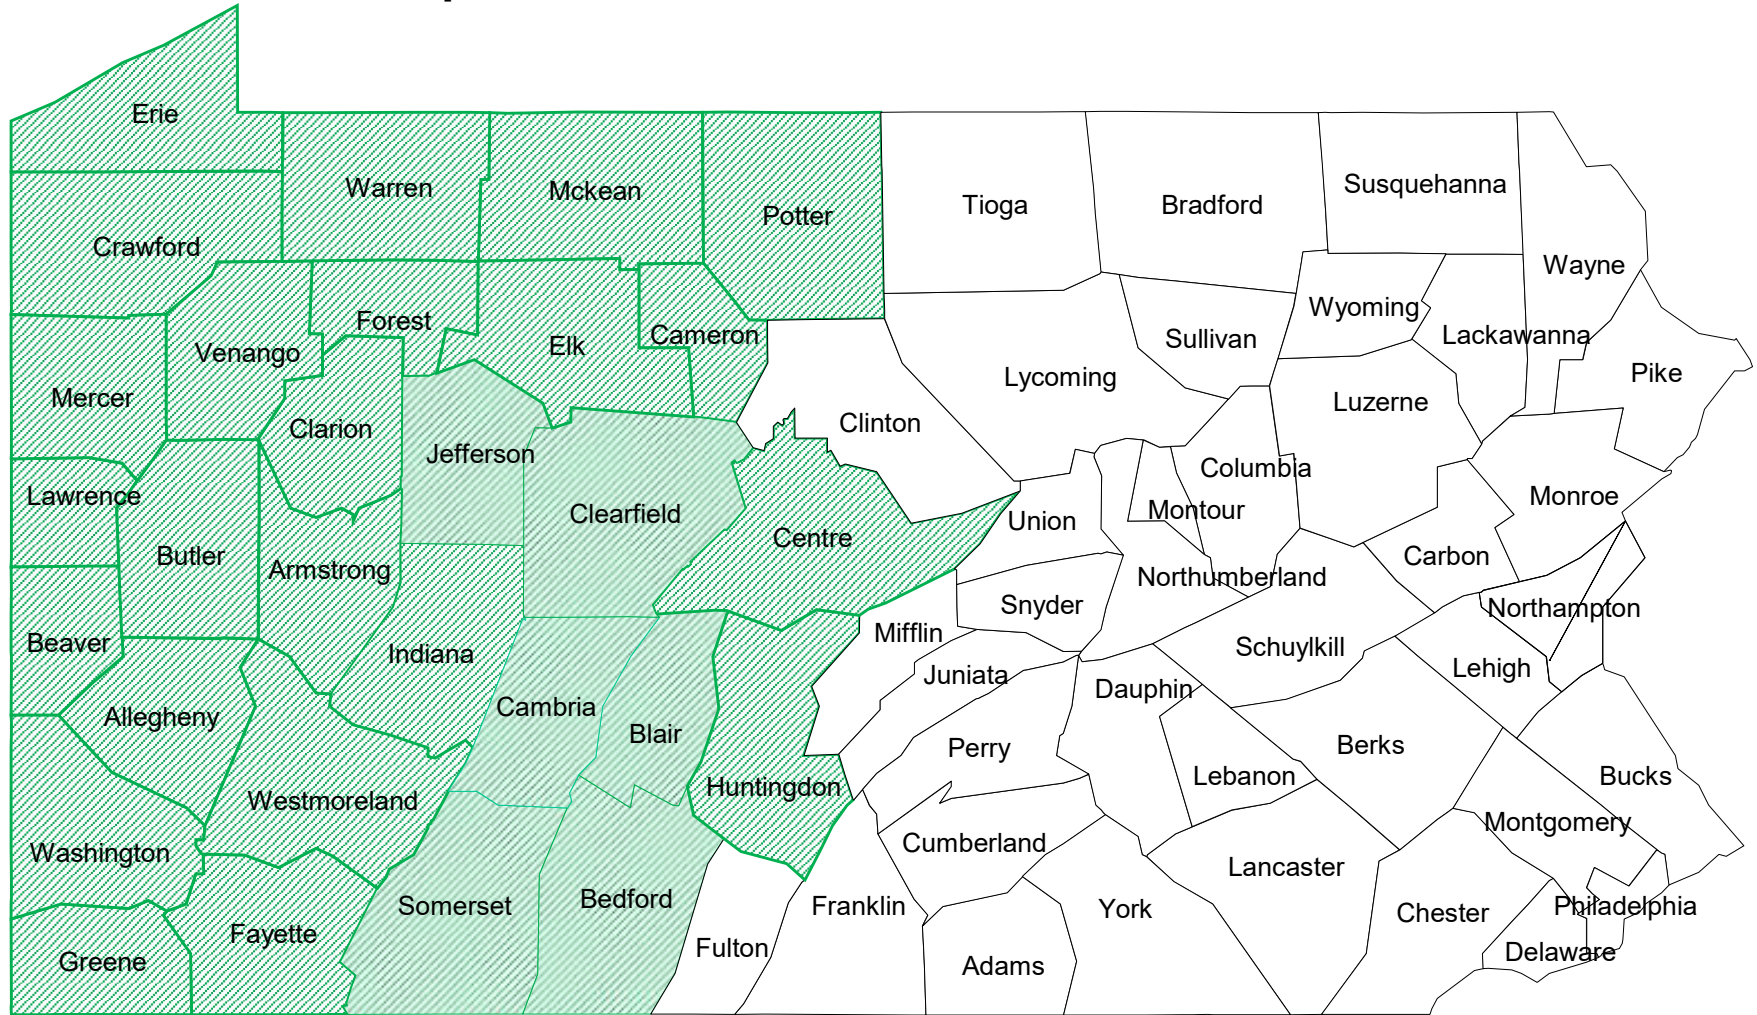 Erie
Warren
Mckean
Potter
Tioga
Bradford
Susquehanna
Wayne
Crawford
Venango
Forest
Elk
Cameron
Sullivan
Wyoming
Lackawanna
Pike
Mercer
Clarion
Jefferson
Clinton
Lycoming
Luzerne
Columbia
Monroe
Lawrence
Butler
Armstrong
Clearfield
Centre
Union
Montour
Carbon
Northumberland
Northampton
Beaver
Indiana
Snyder
Mifflin
Juniata
Schuylkill
Lehigh
Allegheny
Cambria
Blair
Dauphin
Perry
Berks
Bucks
Westmoreland
Huntingdon
Lebanon
Montgomery
Washington
Cumberland
Lancaster
Somerset
Bedford
Franklin
York
Chester
Philadelphia
Greene
Fayette
Fulton
Adams
Delaware